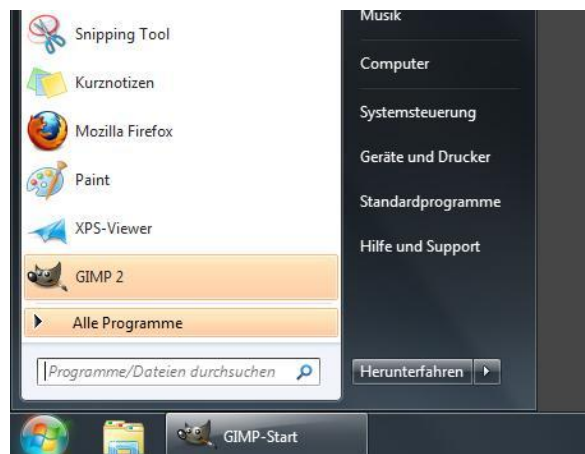 Snipping Tool
Kurznotizen
Mozilla Firefox
Paint
XPS-Viewer
GIMP 2
Alle Programme
Programme/Dateien durchsuchen
Musik
Computer
Systemsteuerung
Geräte und Drucker
Standardprogramme
Hilfe und Support
Herunterfahren
GIMP-Start